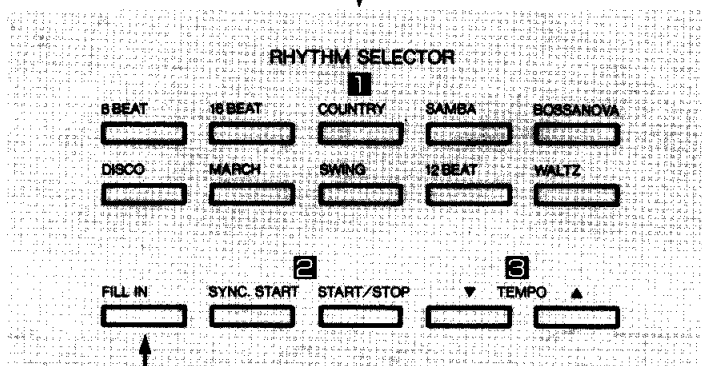 RHYTHM SELECTOR
1
8 BEAT 16 BEAT COUNTRY SAMBA BOSSANOVA
DISCO MARCH SWING 12 BEAT WALTZ
2 3
FILL IN SYNC. START START/STOP ▼ TEMPO ▲